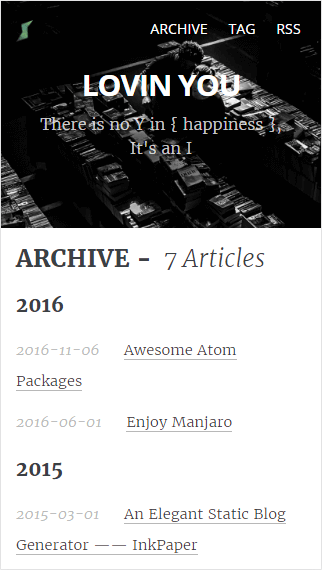 ARCHIVE TAG RSS
LOVIN YOU
There is no Y in { happiness },
It's an I
ARCHIVE - 7 Articles
2016
2016-11-06 Awesome Atom
Packages
2016-06-01 Enjoy Manjaro
2015
2015-03-01 An Elegant Static Blog
Generator —— InkPaper